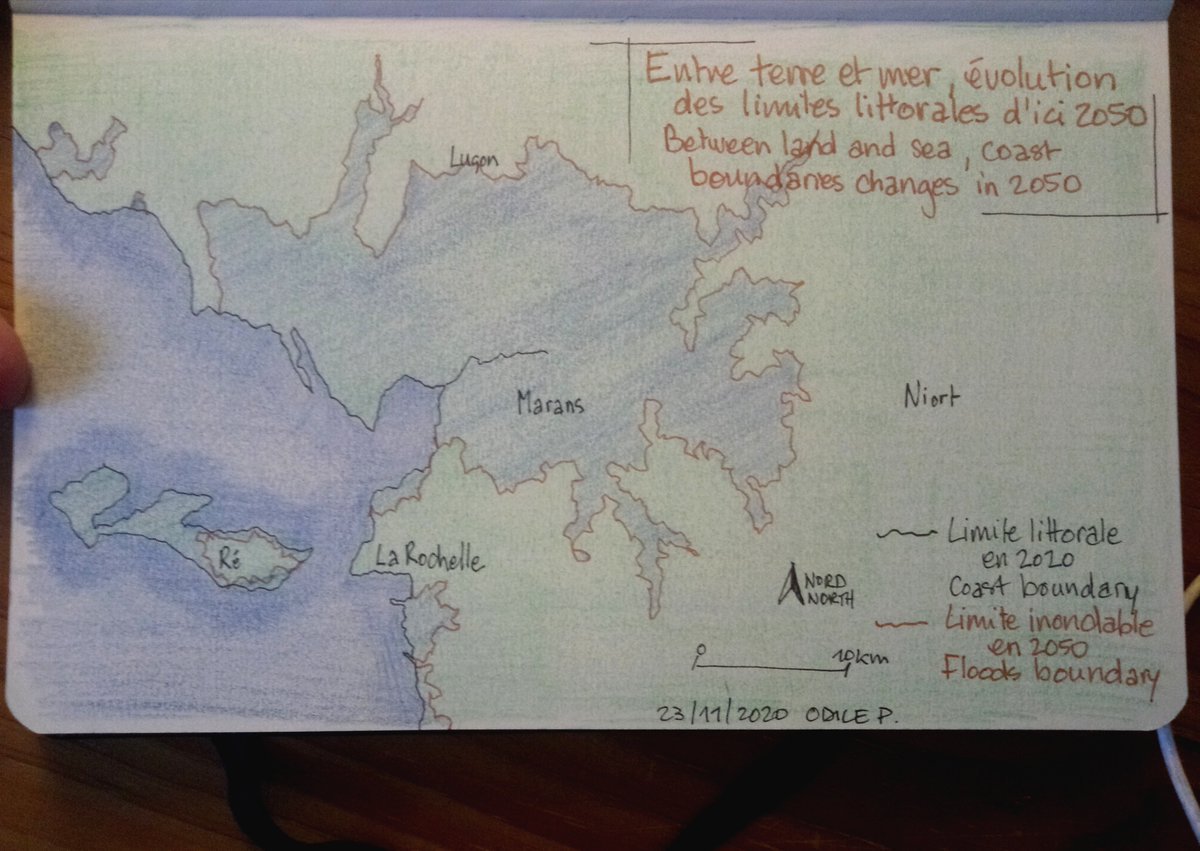 Entre terre et mer, évolution
des limites littorales d'ici 2050
Between land and sea, coast
boundaries changes in 2050
Luçon
Marans
Niort
Ré
La Rochelle
NORD
NORTH
Limite littorale
en 2020
Coast boundary
Limite inondable
en 2050
Floods boundary
0 10km
23/11/2020 ODILE P.